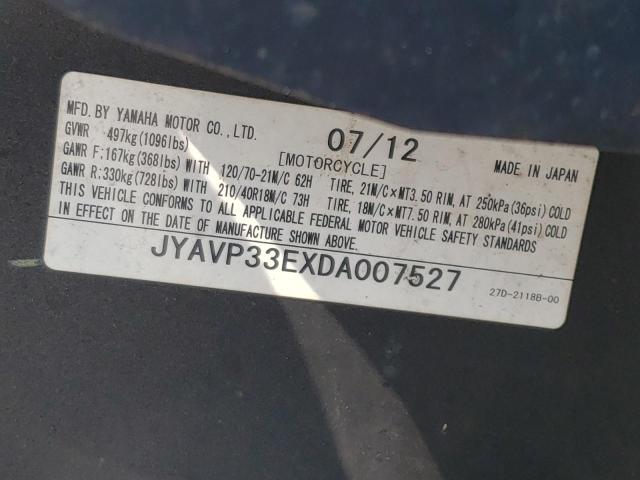 MFD. BY YAMAHA MOTOR CO., LTD. 07/12
GVWR 497kg(1096lbs) [MOTORCYCLE] MADE IN JAPAN
GAWR F:167kg(368lbs) WITH 120/70-21M/C 62H TIRE, 21M/C×MT3.50 RIM, AT 250kPa(36psi)COLD
GAWR R:330kg(728lbs) WITH 210/40R18M/C 73H TIRE, 18M/C×MT7.50 RIM, AT 280kPa(41psi)COLD
THIS VEHICLE CONFORMS TO ALL APPLICABLE FEDERAL MOTOR VEHICLE SAFETY STANDARDS
IN EFFECT ON THE DATE OF MANUFACTURE SHOWN ABOVE.
JYAVP33EXDA007527
27D-2118B-00